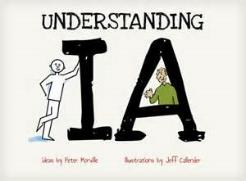 UNDERSTANDING
IA
Ideas by Peter Morville Illustrations by Jeff Callender